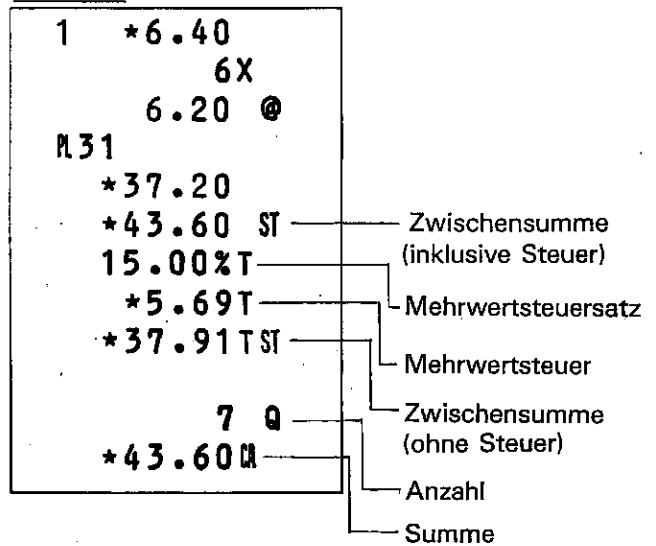 1 *6.40
6X
6.20 @
PL31
*37.20
*43.60 ST
Zwischensumme
(inklusive Steuer)
15.00%T
Mehrwertsteuersatz
*5.69T
Mehrwertsteuer
*37.91TST
Zwischensumme
(ohne Steuer)
7 Q
Anzahl
*43.60CA
Summe